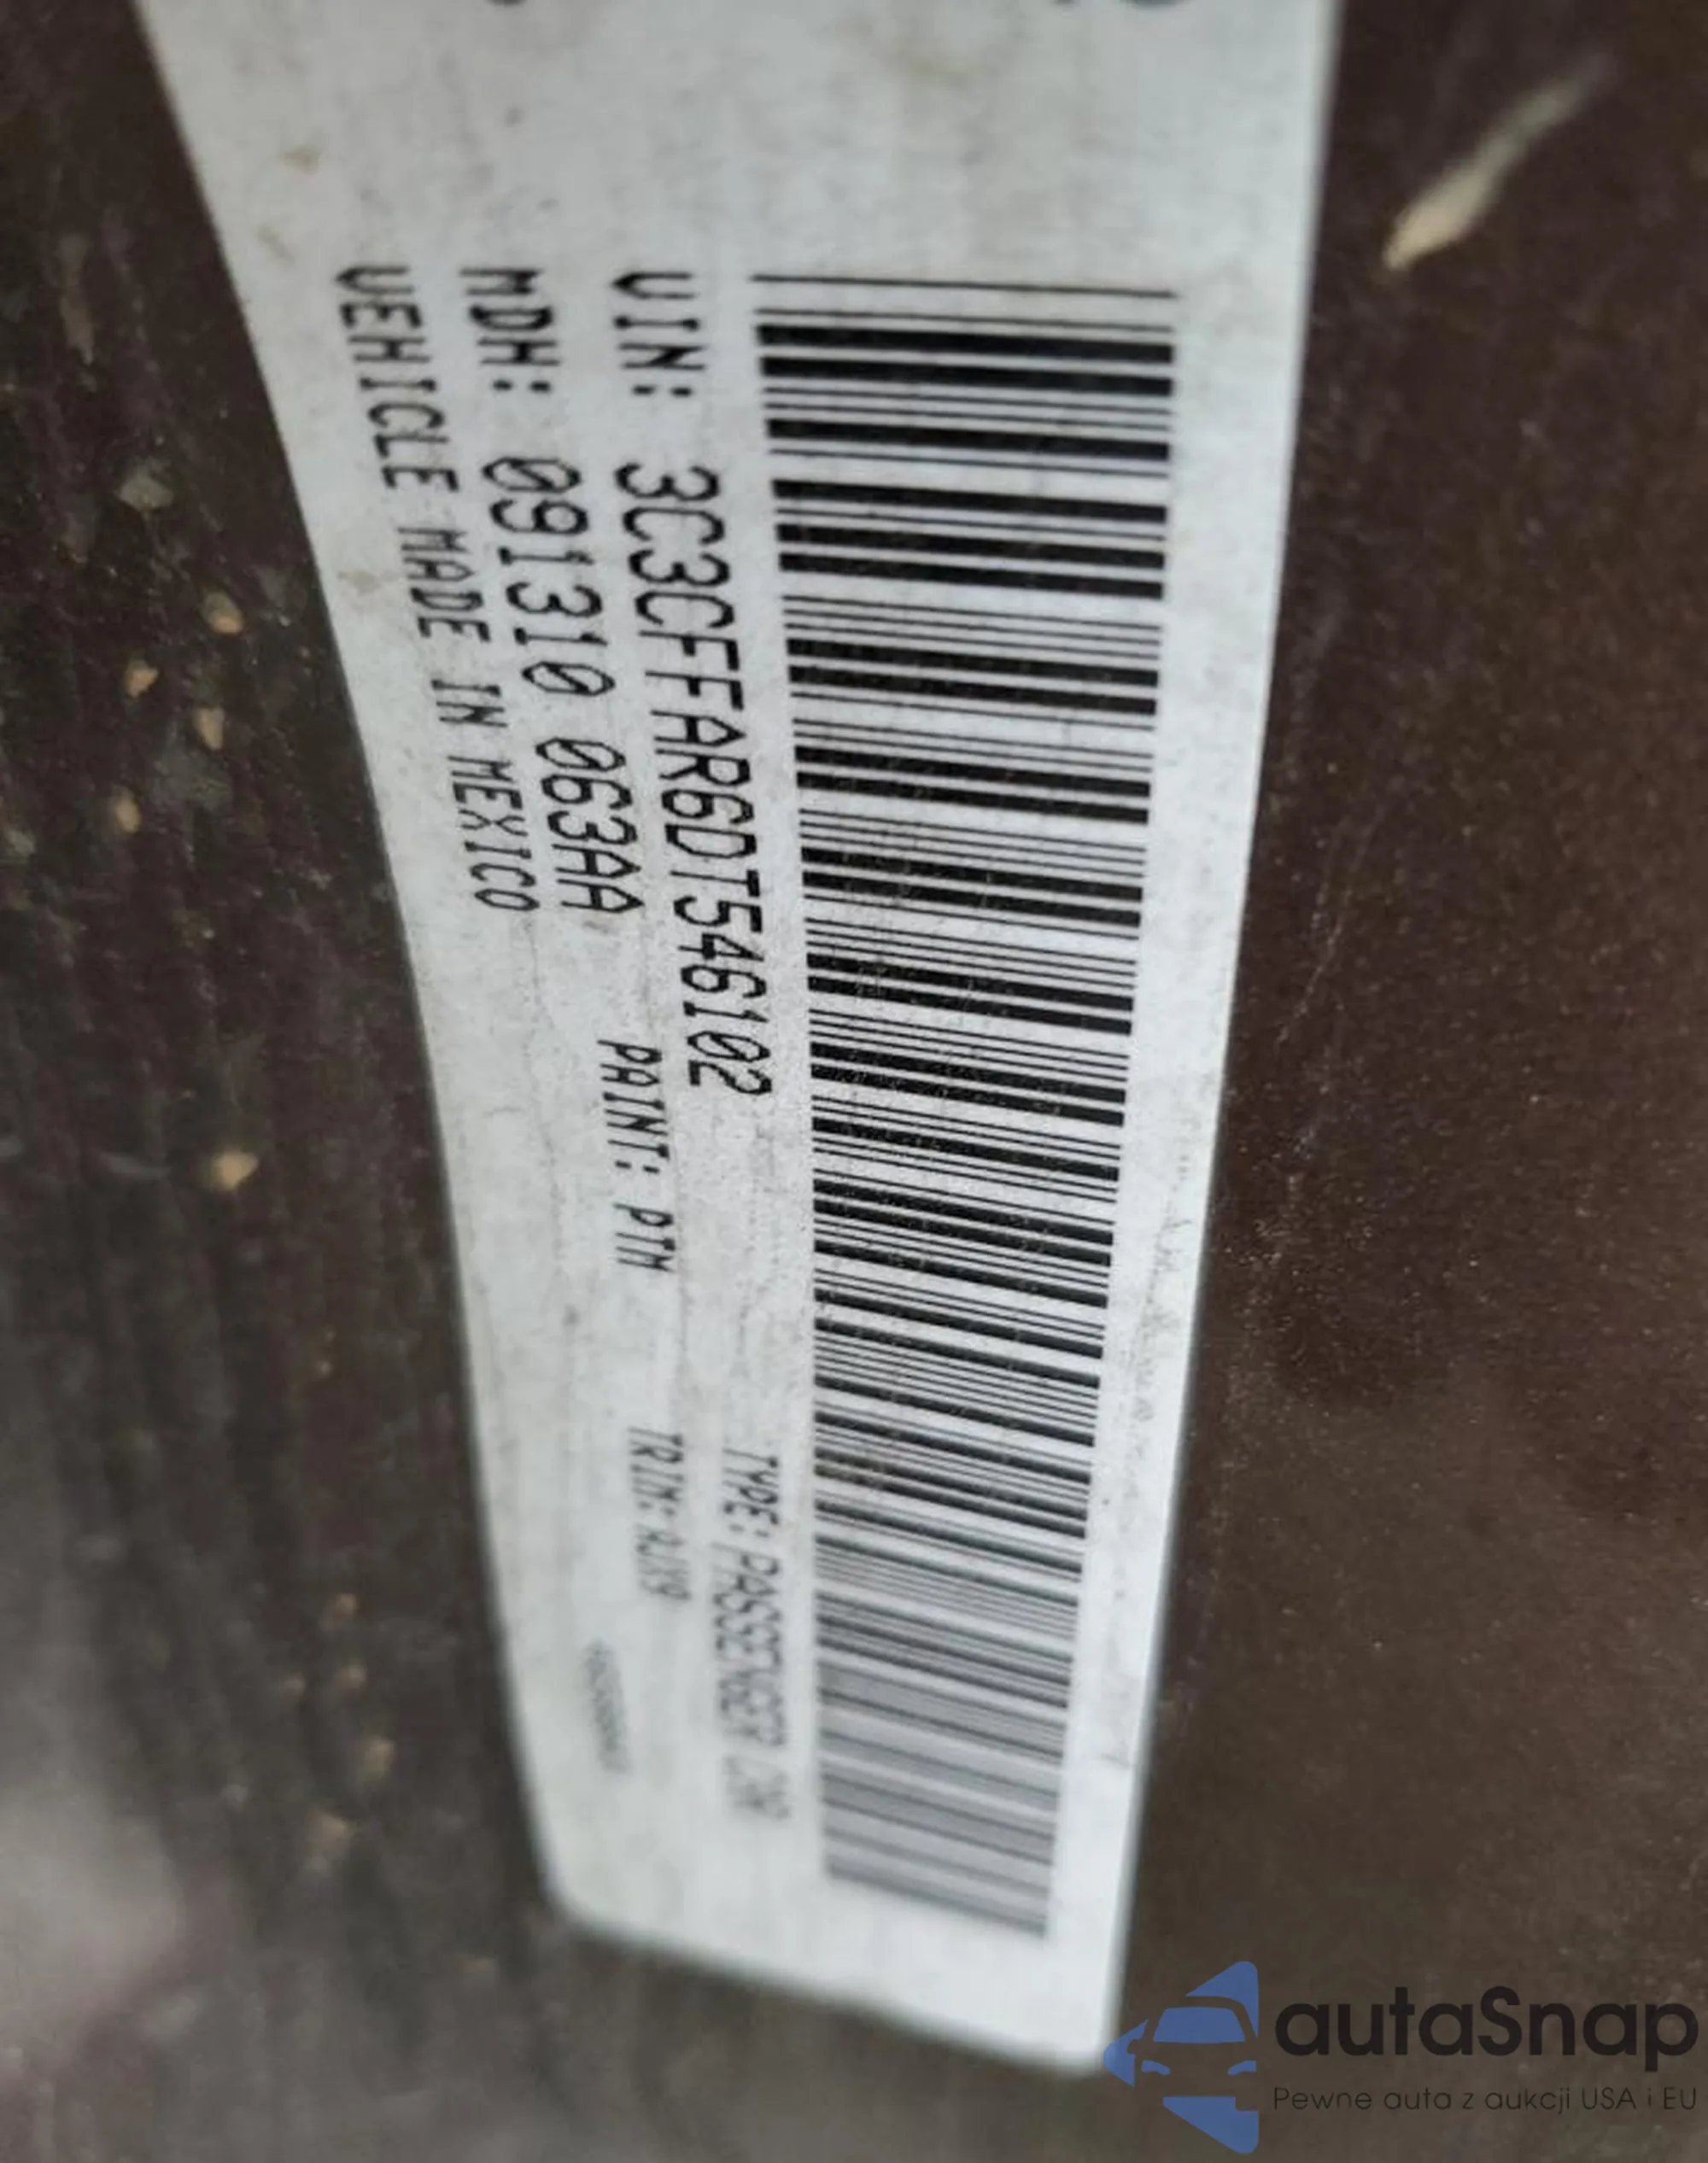 VIN: 3C3CFFAR6DT546102
TYPE: PASSENGER CAR
MDH: 091310 063AA
PAINT: PTM
TRIM:
VEHICLE MADE IN MEXICO
autaSnap
Pewne auta z aukcji USA i EU